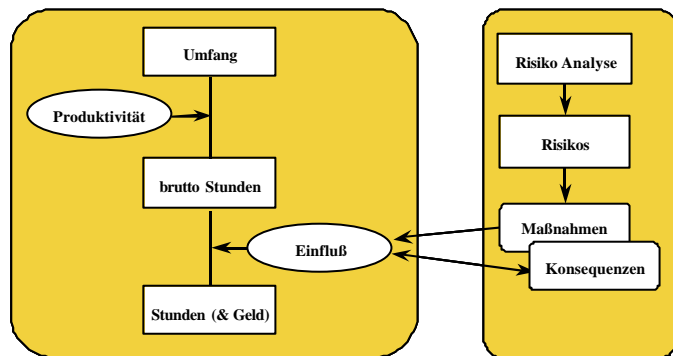 Umfang
Produktivität
brutto Stunden
Einfluß
Stunden (& Geld)
Risiko Analyse
Risikos
Maßnahmen
Konsequenzen